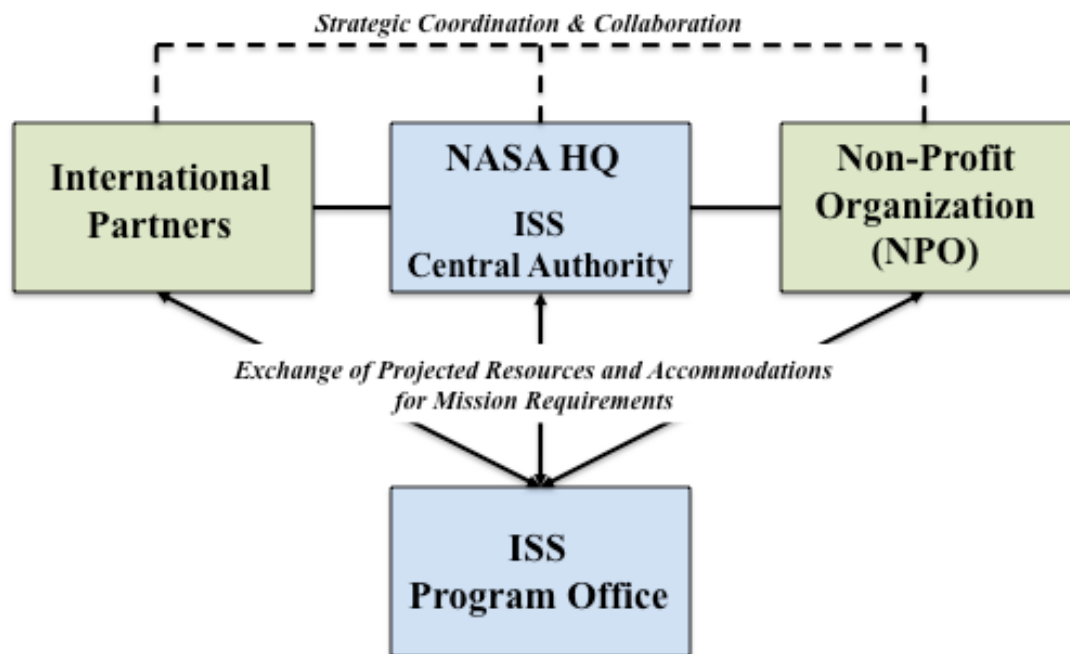 Strategic Coordination & Collaboration
International
Partners
NASA HQ
ISS
Central Authority
Non-Profit
Organization
(NPO)
Exchange of Projected Resources and Accommodations
for Mission Requirements
ISS
Program Office